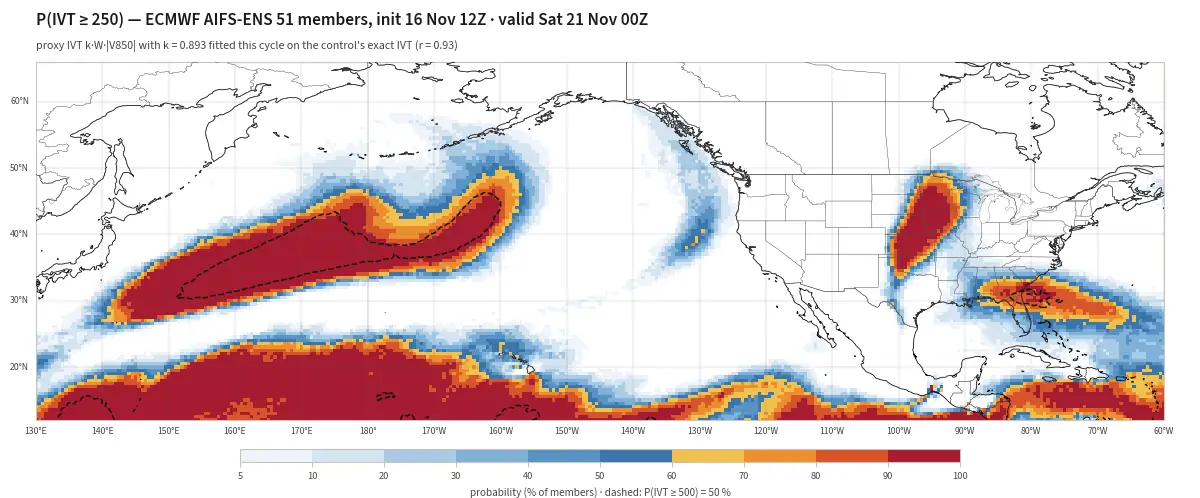 P(IVT ≥ 250) — ECMWF AIFS-ENS 51 members, init 16 Nov 12Z · valid Sat 21 Nov 00Z
proxy IVT k·W·|V850| with k = 0.893 fitted this cycle on the control's exact IVT (r = 0.93)
60°N
50°N
40°N
30°N
20°N
130°E 140°E 150°E 160°E 170°E 180° 170°W 160°W 150°W 140°W 130°W 120°W 110°W 100°W 90°W 80°W 70°W 60°W
5 10 20 30 40 50 60 70 80 90 100
probability (% of members) · dashed: P(IVT ≥ 500) = 50 %